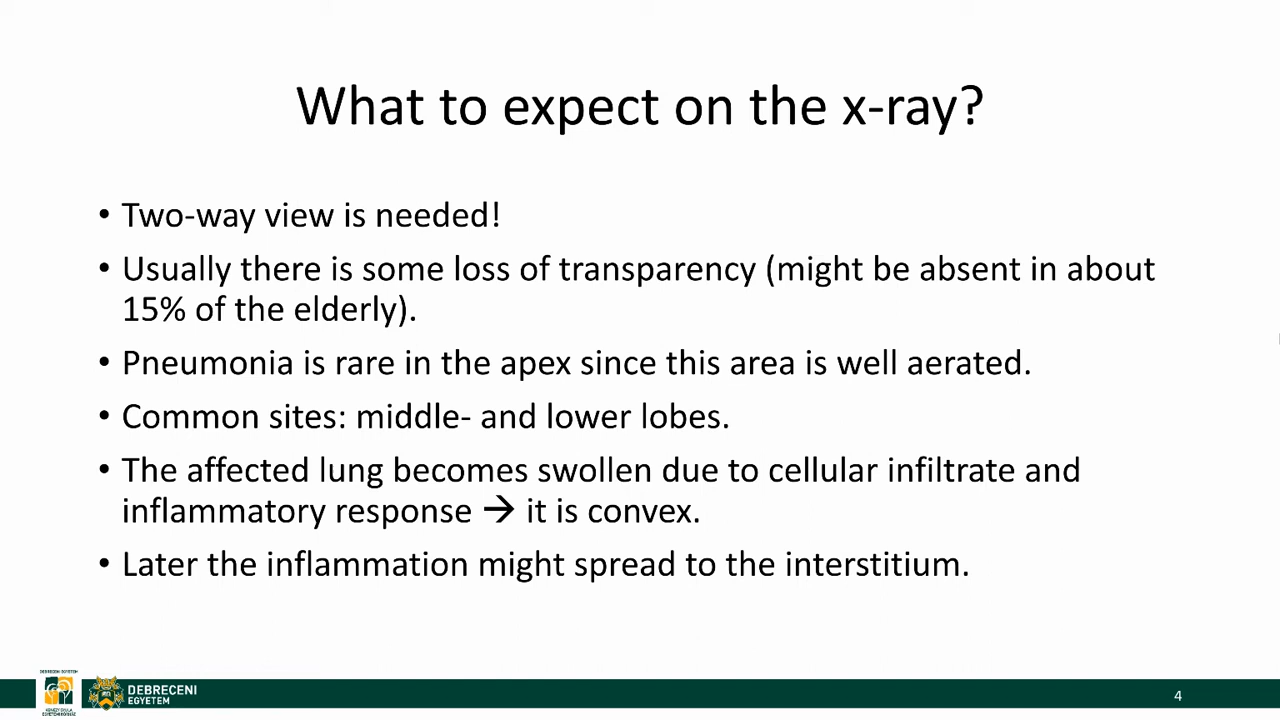 What to expect on the x-ray?
• Two-way view is needed!
• Usually there is some loss of transparency (might be absent in about
15% of the elderly).
• Pneumonia is rare in the apex since this area is well aerated.
• Common sites: middle- and lower lobes.
• The affected lung becomes swollen due to cellular infiltrate and
inflammatory response → it is convex.
• Later the inflammation might spread to the interstitium.
DEBRECENI EGYETEM
DEBRECENI
EGYETEM
4